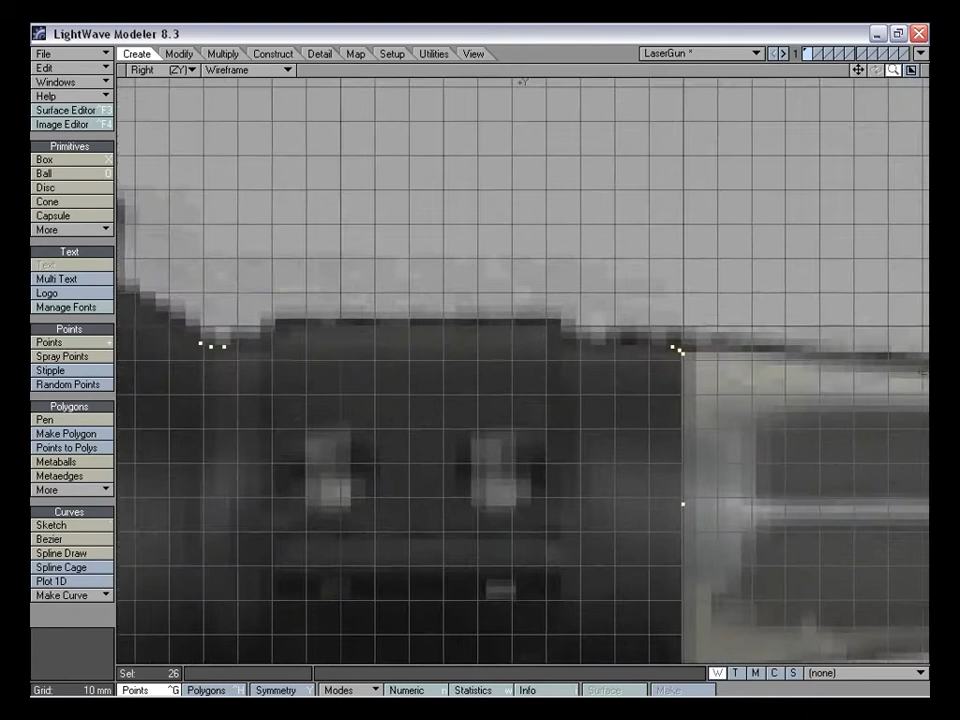 LightWave Modeler 8.3
File Create Modify Multiply Construct Detail Map Setup Utilities View LaserGun * 1
Edit Right (ZY) Wireframe
Windows
Help
Surface Editor F3
Image Editor ^F4
Primitives
Box X
Ball O
Disc
Cone
Capsule
More
Text
Multi Text
Logo
Manage Fonts
Points
Points +
Spray Points
Stipple
Random Points
Polygons
Pen
Make Polygon
Points to Polys
Metaballs
Metaedges
More
Curves
Sketch
Bezier
Spline Draw
Spline Cage
Plot 1D
Make Curve
+Y
Sel: 26 W T M C S (none)
Grid: 10 mm Points ^G Polygons ^H Symmetry Y Modes Numeric n Statistics w Info i Surface Make